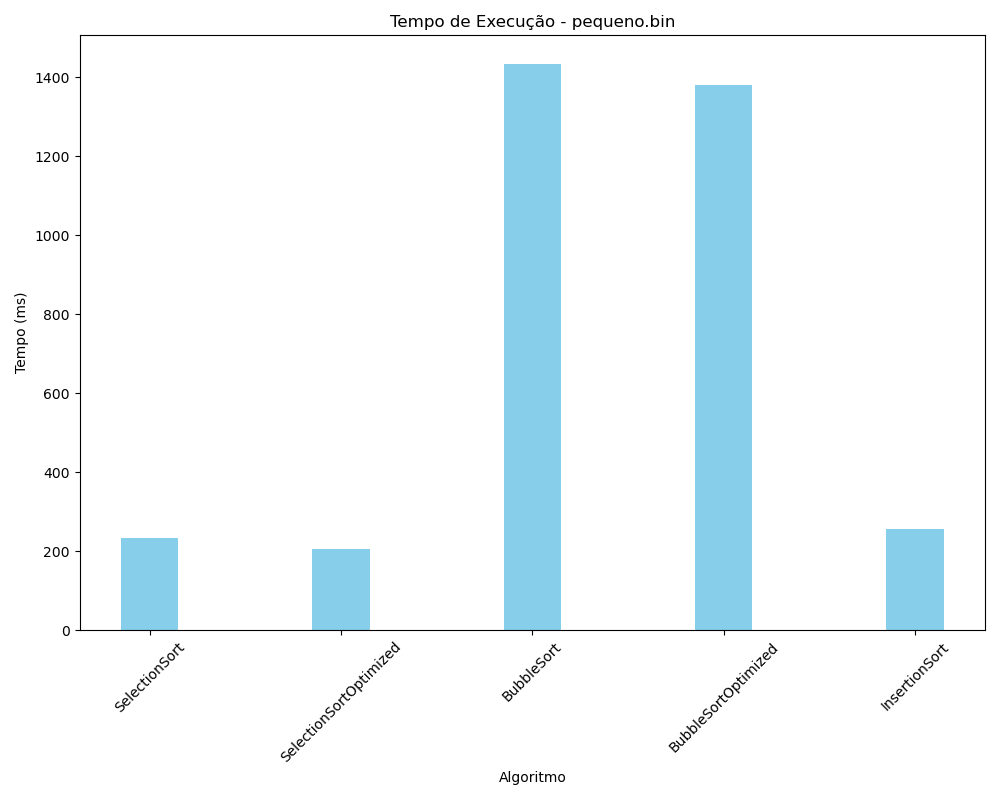 Tempo de Execução - pequeno.bin
Tempo (ms)
1400
1200
1000
800
600
400
200
0
SelectionSort
SelectionSortOptimized
BubbleSort
BubbleSortOptimized
InsertionSort
Algoritmo